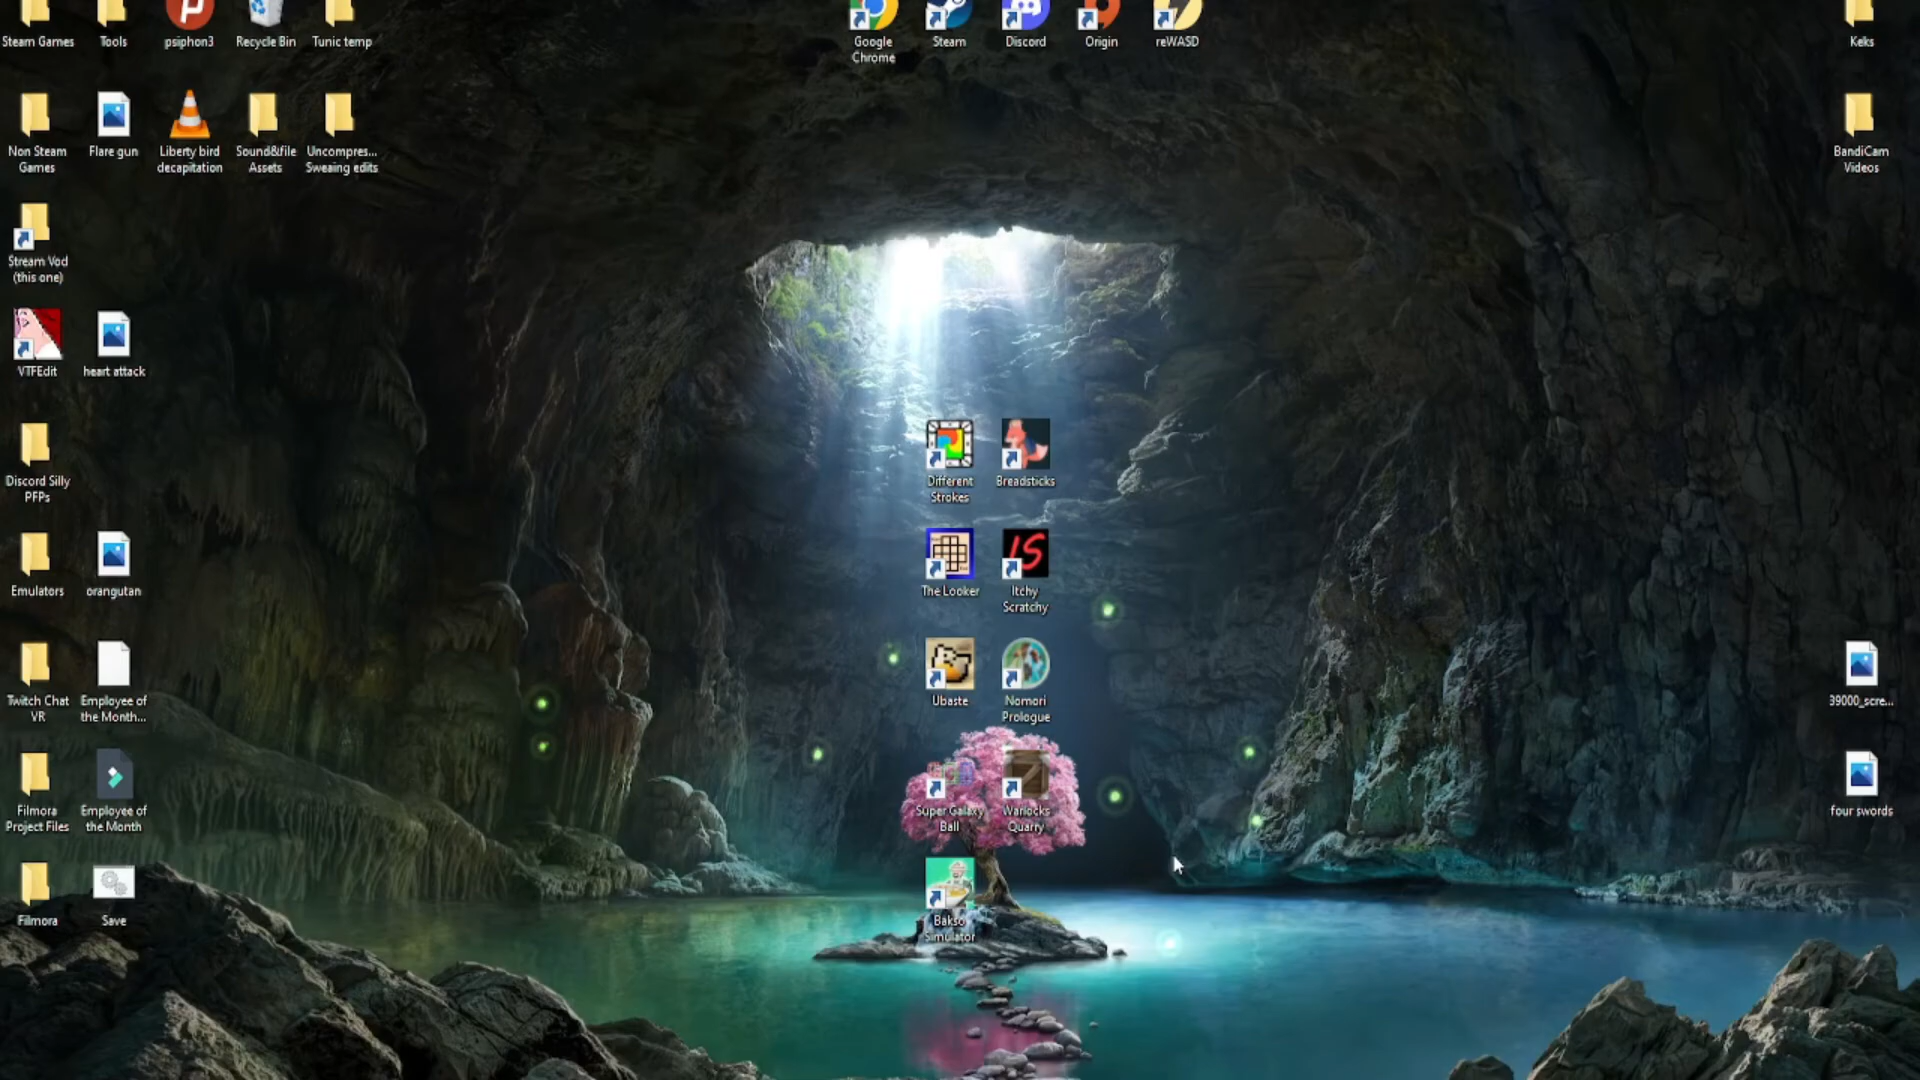 Steam Games
Tools
psiphon3
Recycle Bin
Tunic temp
Google
Chrome
Steam
Discord
Origin
reWASD
Keks
Non Steam
Games
Flare gun
Liberty bird
decapitation
Sound&file
Assets
Uncompres...
Sweaing edits
BandiCam
Videos
Stream Vod
(this one)
VTFEdit
heart attack
Discord Silly
PFPs
Different
Strokes
Breadsticks
Emulators
orangutan
The Looker
IS
Itchy
Scratchy
Twitch Chat
VR
Employee of
the Month...
Ubaste
Nomori
Prologue
39000_scre...
Filmora
Project Files
Employee of
the Month
Super Galaxy
Ball
Warlocks
Quarry
four swords
Filmora
Save
Bakso
Simulator